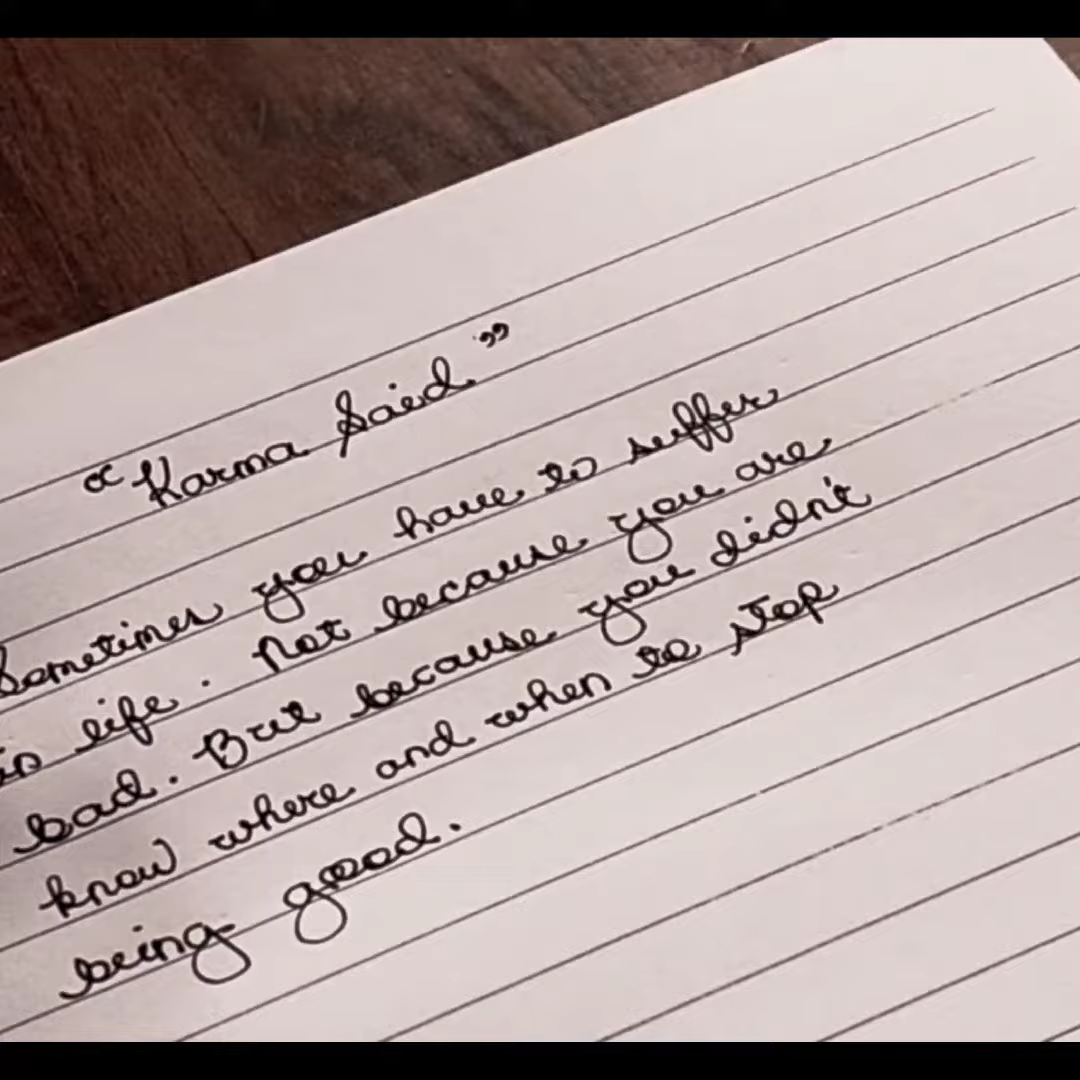 "Karma Said"
Sometimes you have to suffer
in life. Not because you are
bad. But because you didn't
know where and when to stop
being good.